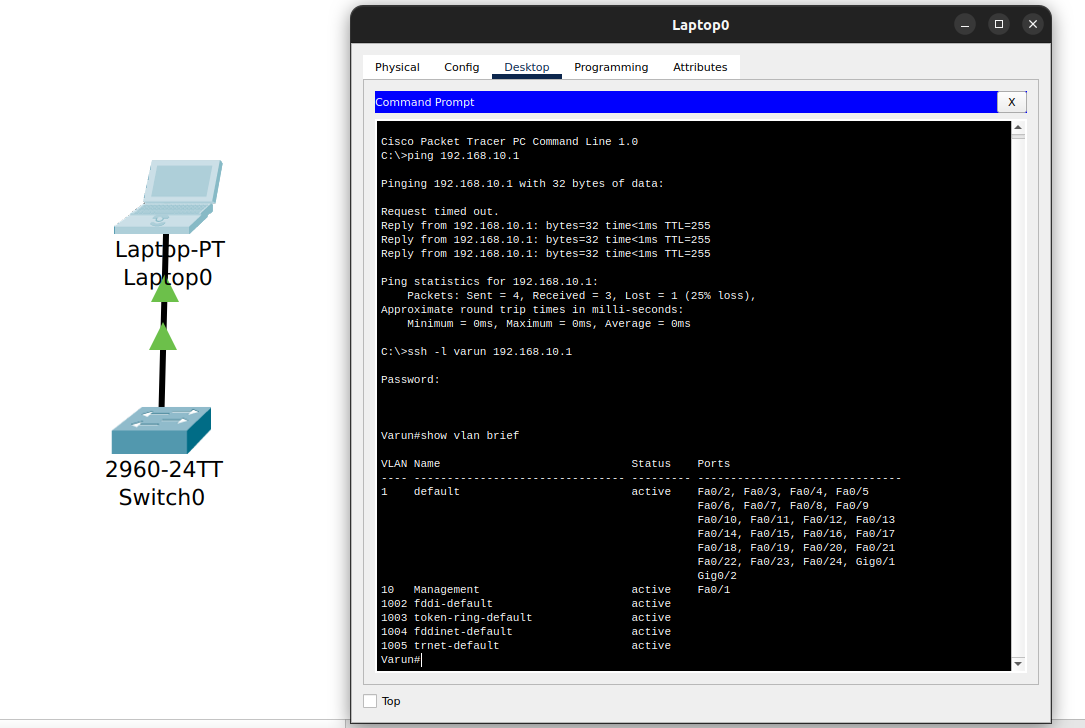 Laptop-PT
Laptop0
2960-24TT
Switch0
Laptop0
Physical Config Desktop Programming Attributes
Command Prompt X
Cisco Packet Tracer PC Command Line 1.0
C:\>ping 192.168.10.1
Pinging 192.168.10.1 with 32 bytes of data:
Request timed out.
Reply from 192.168.10.1: bytes=32 time<1ms TTL=255
Reply from 192.168.10.1: bytes=32 time<1ms TTL=255
Reply from 192.168.10.1: bytes=32 time<1ms TTL=255
Ping statistics for 192.168.10.1:
    Packets: Sent = 4, Received = 3, Lost = 1 (25% loss),
Approximate round trip times in milli-seconds:
    Minimum = 0ms, Maximum = 0ms, Average = 0ms
C:\>ssh -l varun 192.168.10.1
Password:
Varun#show vlan brief
VLAN Name                             Status    Ports
---- -------------------------------- --------- -------------------------------
1    default                          active    Fa0/2, Fa0/3, Fa0/4, Fa0/5
                                                Fa0/6, Fa0/7, Fa0/8, Fa0/9
                                                Fa0/10, Fa0/11, Fa0/12, Fa0/13
                                                Fa0/14, Fa0/15, Fa0/16, Fa0/17
                                                Fa0/18, Fa0/19, Fa0/20, Fa0/21
                                                Fa0/22, Fa0/23, Fa0/24, Gig0/1
                                                Gig0/2
10   Management                       active    Fa0/1
1002 fddi-default                     active
1003 token-ring-default               active
1004 fddinet-default                  active
1005 trnet-default                    active
Varun#
Top